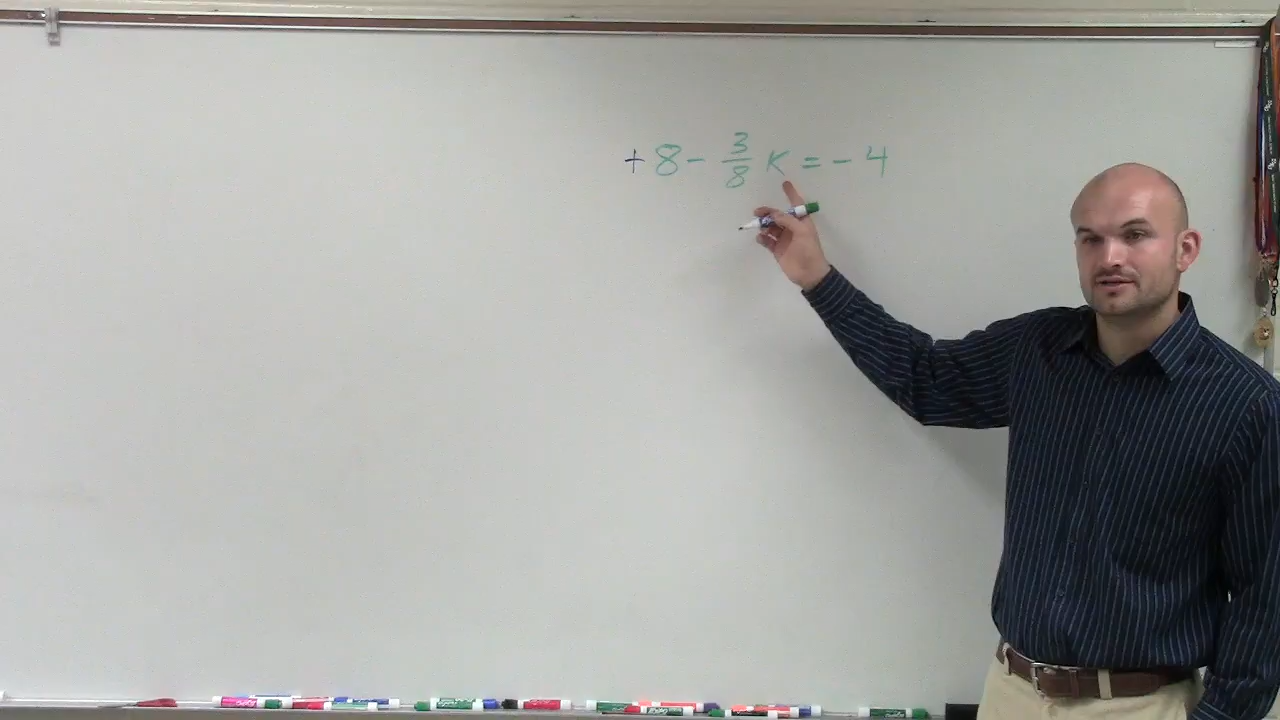 + 8 - 3/8 K = - 4